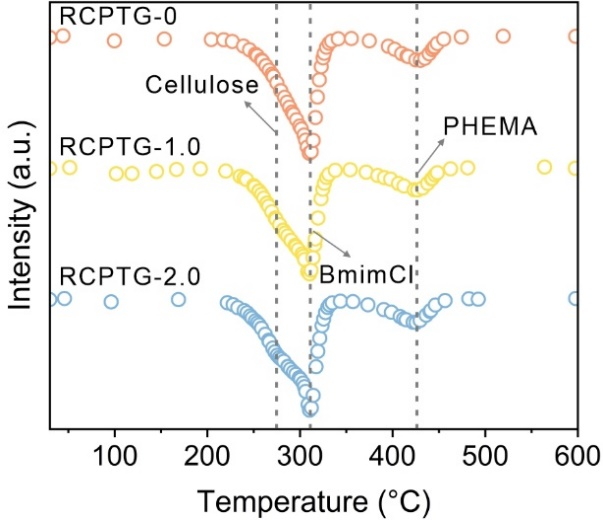 RCPTG-0
Cellulose
PHEMA
RCPTG-1.0
BmimCl
RCPTG-2.0
Intensity (a.u.)
100 200 300 400 500 600
Temperature (°C)